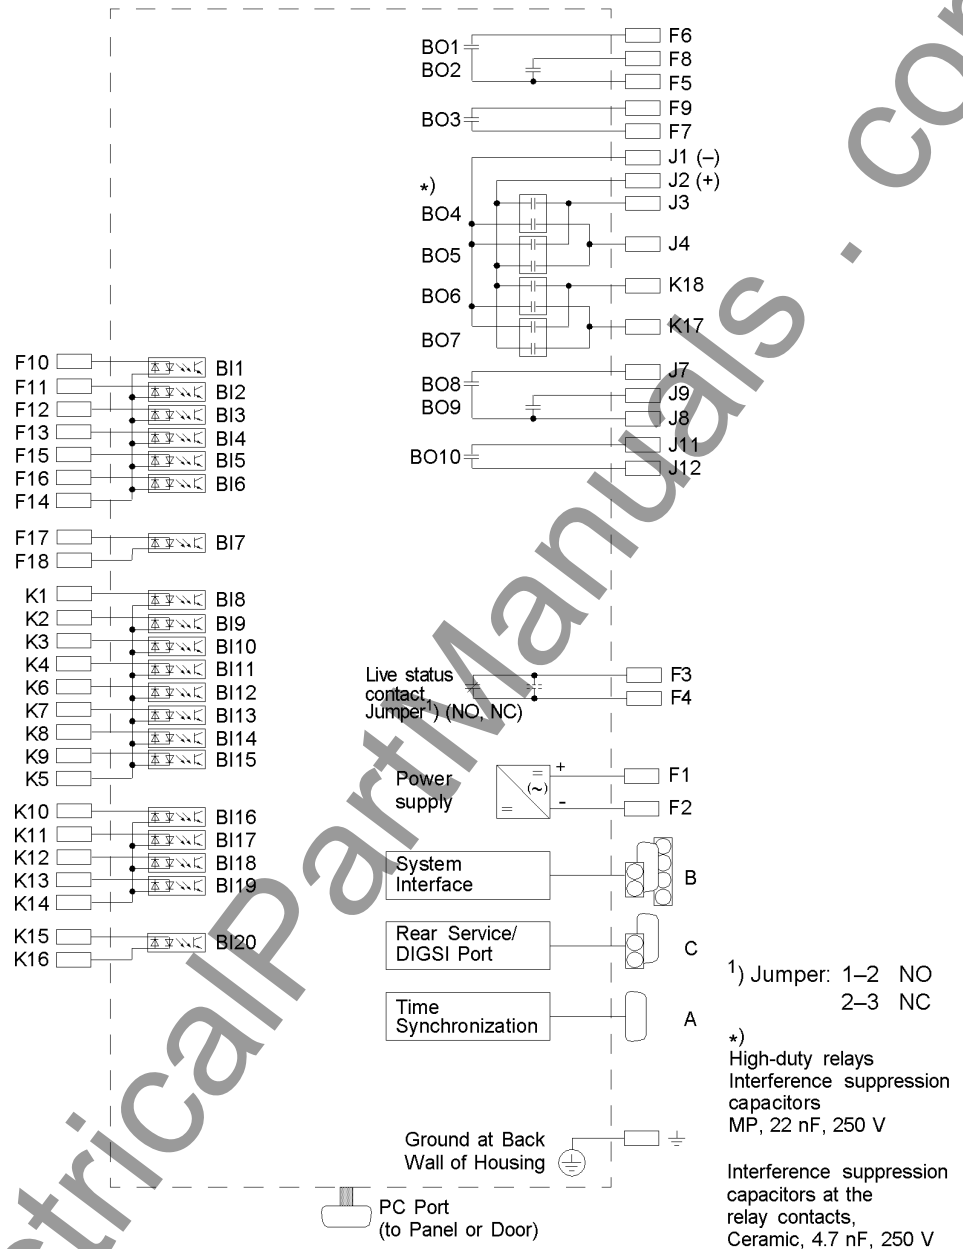 BO1
BO2
F6
F8
F5
BO3
F9
F7
J1 (–)
J2 (+)
*)
J3
BO4
J4
BO5
K18
BO6
K17
BO7
J7
BO8
J9
BO9
J8
J11
BO10
J12
F10 BI1
F11 BI2
F12 BI3
F13 BI4
F15 BI5
F16 BI6
F14
F17 BI7
F18
K1 BI8
K2 BI9
K3 BI10
K4 BI11
K6 BI12
K7 BI13
K8 BI14
K9 BI15
K5
K10 BI16
K11 BI17
K12 BI18
K13 BI19
K14
K15 BI20
K16
Live status
contact
Jumper1) (NO, NC)
F3
F4
Power
supply
=
(~)
=
+
-
F1
F2
System
Interface
B
Rear Service/
DIGSI Port
C
Time
Synchronization
A
Ground at Back
Wall of Housing
PC Port
(to Panel or Door)
1) Jumper: 1–2 NO
2–3 NC
*)
High-duty relays
Interference suppression
capacitors
MP, 22 nF, 250 V
Interference suppression
capacitors at the
relay contacts,
Ceramic, 4.7 nF, 250 V
ctricalPartManuals . co